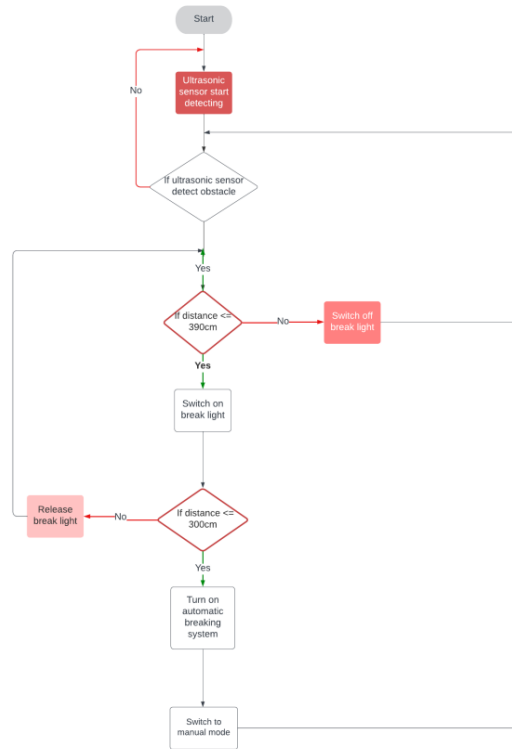 Start
No
Ultrasonic
sensor start
detecting
If ultrasonic sensor
detect obstacle
Yes
If distance <=
390cm
No
Switch off
break light
Yes
Switch on
break light
If distance <=
300cm
No
Release
break light
Yes
Turn on
automatic
breaking
system
Switch to
manual mode